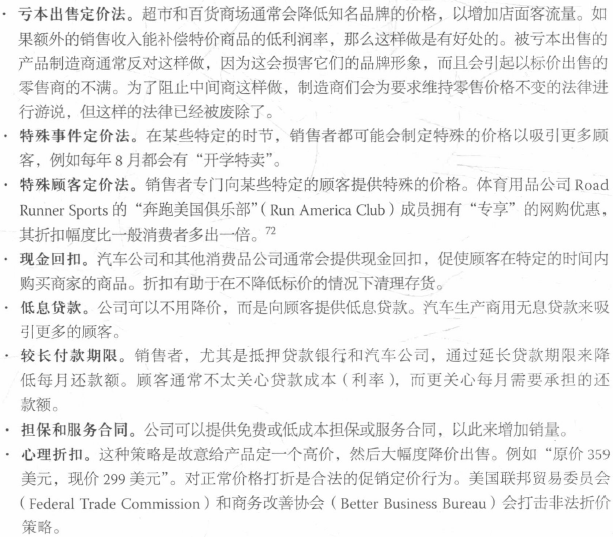 · 亏本出售定价法。超市和百货商场通常会降低知名品牌的价格，以增加店面客流量。如
果额外的销售收入能补偿特价商品的低利润率，那么这样做是有好处的。被亏本出售的
产品制造商通常反对这样做，因为这会损害它们的品牌形象，而且会引起以标价出售的
零售商的不满。为了阻止中间商这样做，制造商们会为要求维持零售价格不变的法律进
行游说，但这样的法律已经被废除了。
· 特殊事件定价法。在某些特定的时节，销售者都可能会制定特殊的价格以吸引更多顾
客，例如每年 8 月都会有“开学特卖”。
· 特殊顾客定价法。销售者专门向某些特定的顾客提供特殊的价格。体育用品公司 Road
Runner Sports 的“奔跑美国俱乐部”（Run America Club）成员拥有“专享”的网购优惠，
其折扣幅度比一般消费者多出一倍。72
· 现金回扣。汽车公司和其他消费品公司通常会提供现金回扣，促使顾客在特定的时间内
购买商家的商品。折扣有助于在不降低标价的情况下清理存货。
· 低息贷款。公司可以不用降价，而是向顾客提供低息贷款。汽车生产商用无息贷款来吸
引更多的顾客。
· 较长付款期限。销售者，尤其是抵押贷款银行和汽车公司，通过延长贷款期限来降
低每月还款额。顾客通常不太关心贷款成本（利率），而更关心每月需要承担的还
款额。
· 担保和服务合同。公司可以提供免费或低成本担保或服务合同，以此来增加销量。
· 心理折扣。这种策略是故意给产品定一个高价，然后大幅度降价出售。例如“原价 359
美元，现价 299 美元”。对正常价格打折是合法的促销定价行为。美国联邦贸易委员会
（Federal Trade Commission）和商务改善协会（Better Business Bureau）会打击非法折价
策略。